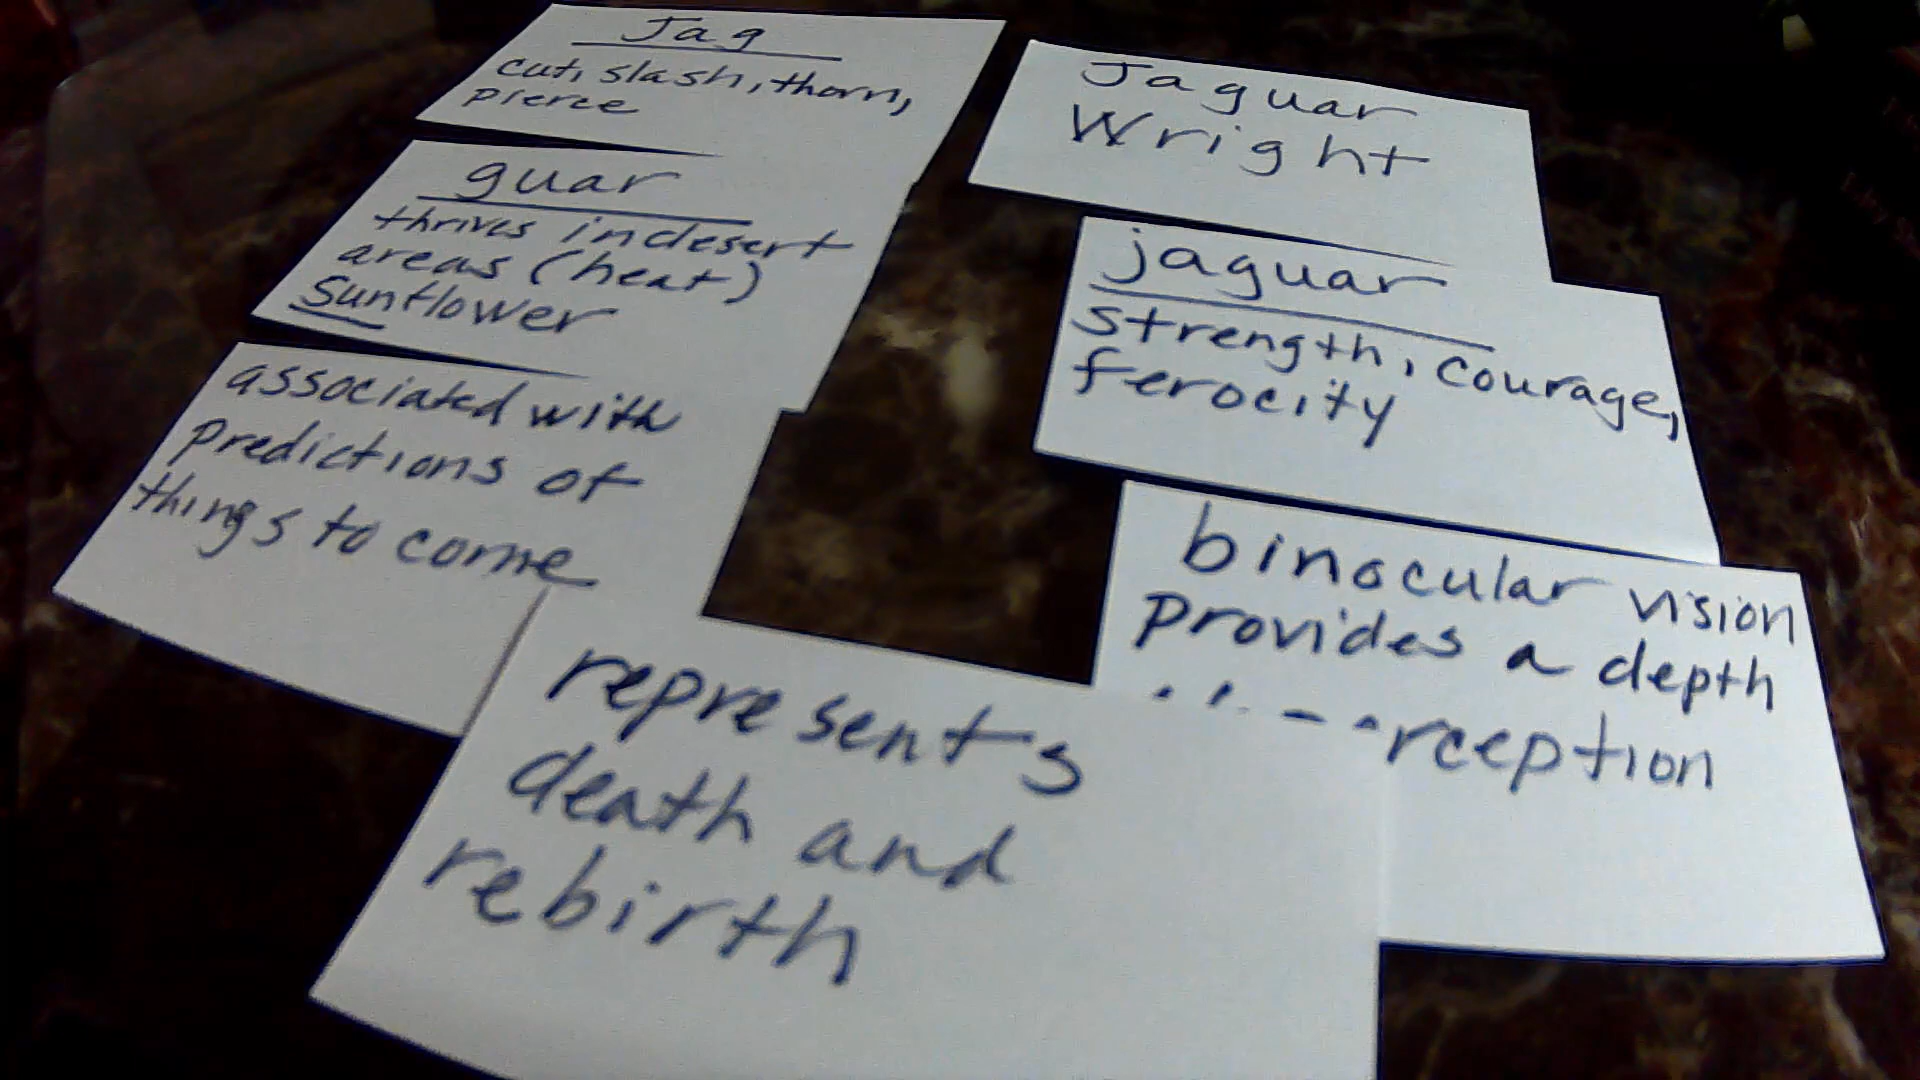 Jag
cut, slash, thorn,
pierce
guar
thrives in desert
areas (heat)
Sunflower
associated with
predictions of
things to come
Jaguar
Wright
jaguar
strength, courage,
ferocity
binocular vision
provides a depth
represents
death and
rebirth